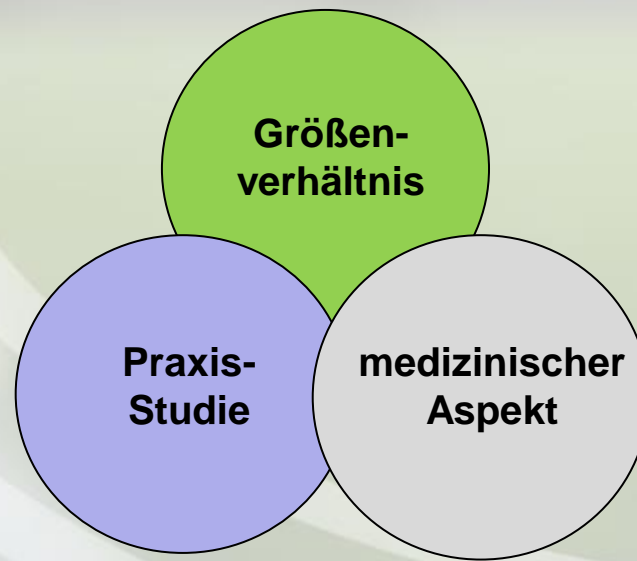 Größen-
verhältnis
Praxis-
Studie
medizinischer
Aspekt